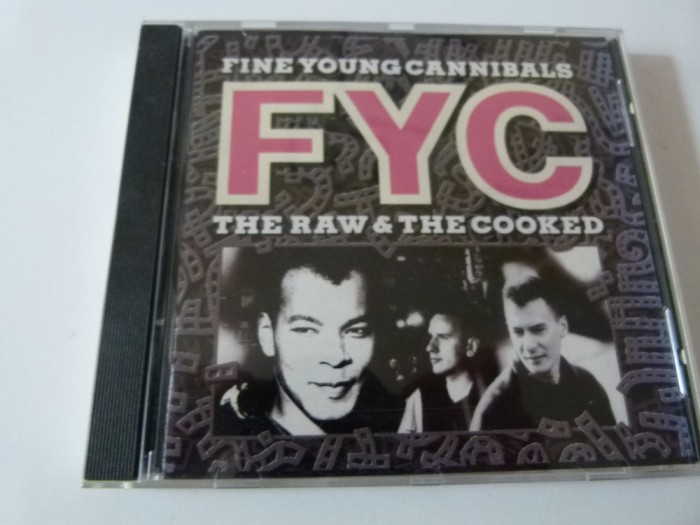 FINE YOUNG CANNIBALS
FYC
THE RAW & THE COOKED